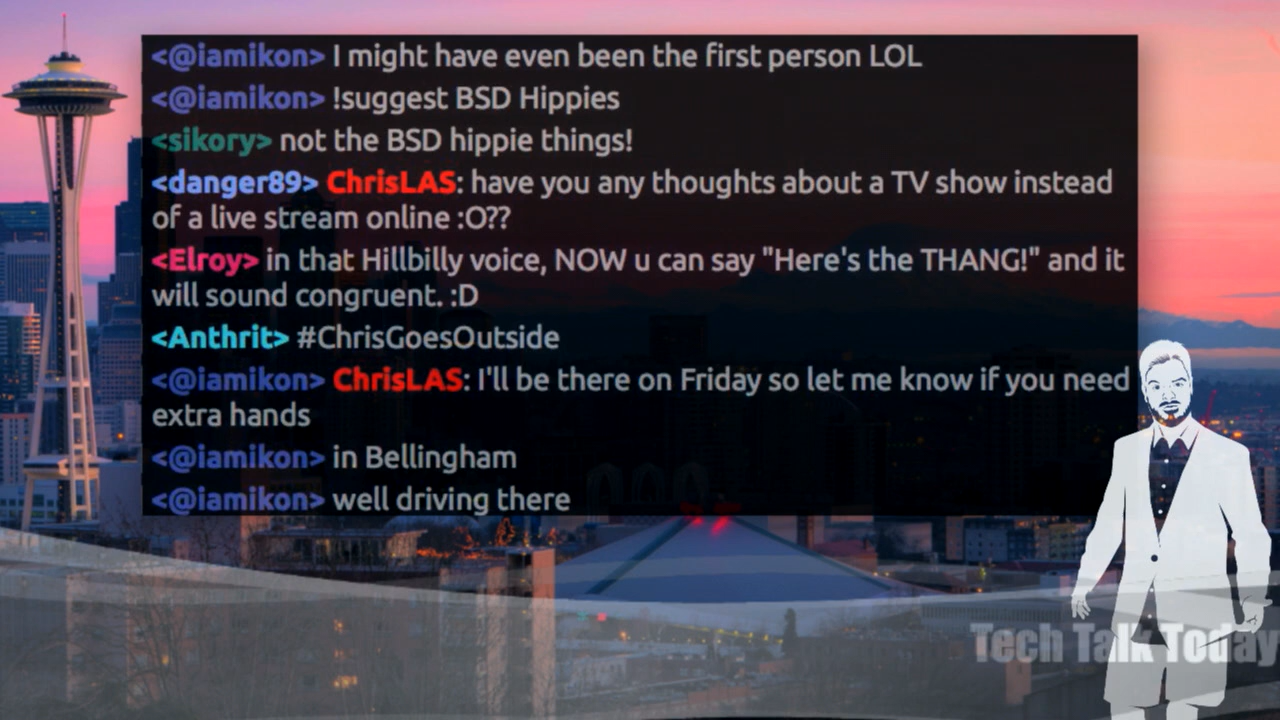 <@iamikon> I might have even been the first person LOL
<@iamikon> !suggest BSD Hippies
<sikory> not the BSD hippie things!
<danger89> ChrisLAS: have you any thoughts about a TV show instead
of a live stream online :O??
<Elroy> in that Hillbilly voice, NOW u can say "Here's the THANG!" and it
will sound congruent. :D
<Anthrit> #ChrisGoesOutside
<@iamikon> ChrisLAS: I'll be there on Friday so let me know if you need
extra hands
<@iamikon> in Bellingham
<@iamikon> well driving there
Tech Talk Today